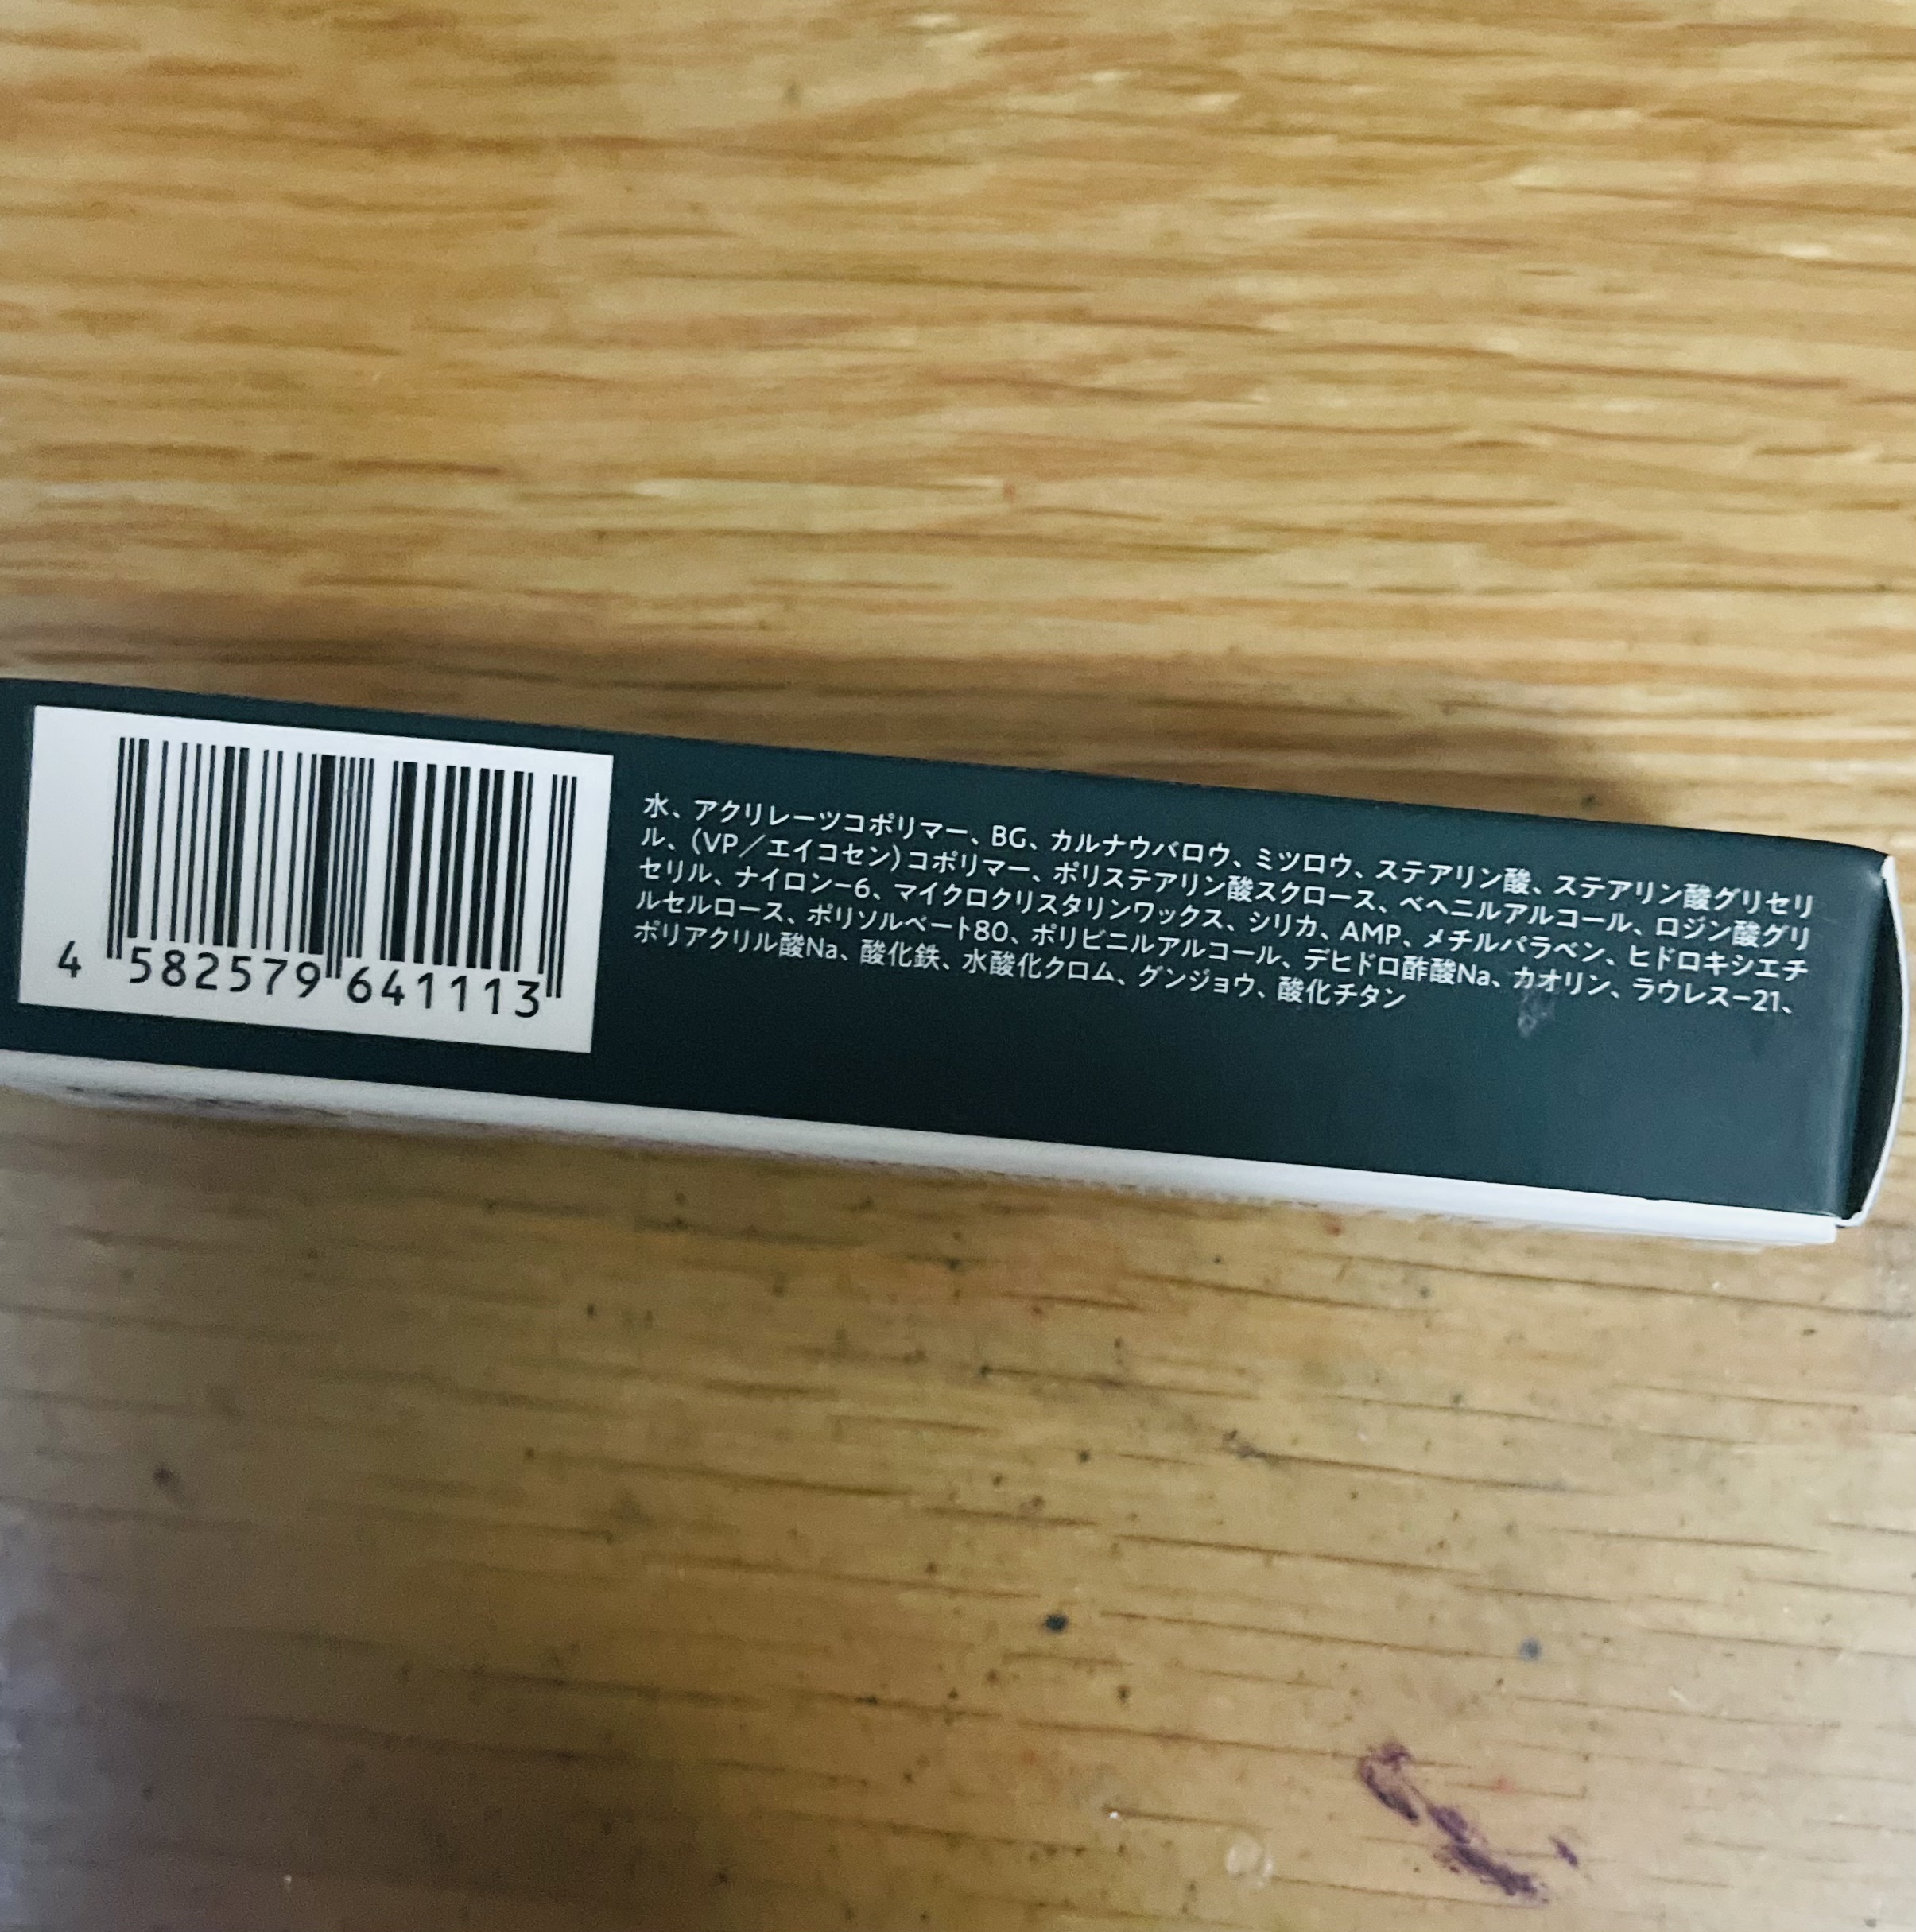 水、アクリレーツコポリマー、BG、カルナウバロウ、ミツロウ、ステアリン酸、ステアリン酸グリセリ
ル、(VP／エイコセン)コポリマー、ポリステアリン酸スクロース、ベヘニルアルコール、ロジン酸グリ
セリル、ナイロン-6、マイクロクリスタリンワックス、シリカ、AMP、メチルパラベン、ヒドロキシエチ
ルセルロース、ポリソルベート80、ポリビニルアルコール、デヒドロ酢酸Na、カオリン、ラウレス-21、
ポリアクリル酸Na、酸化鉄、水酸化クロム、グンジョウ、酸化チタン
4 582579 641113